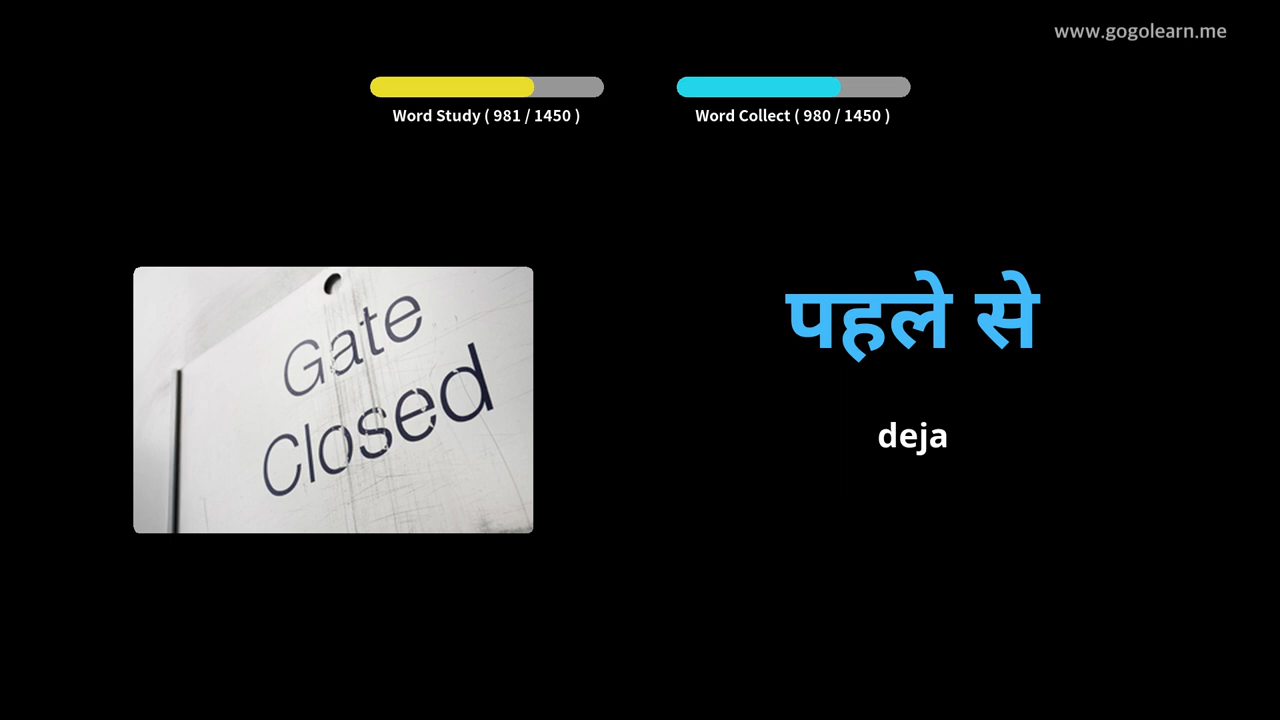 www.gogolearn.me
Word Study ( 981 / 1450 )
Word Collect ( 980 / 1450 )
Gate
Closed
पहले से
deja